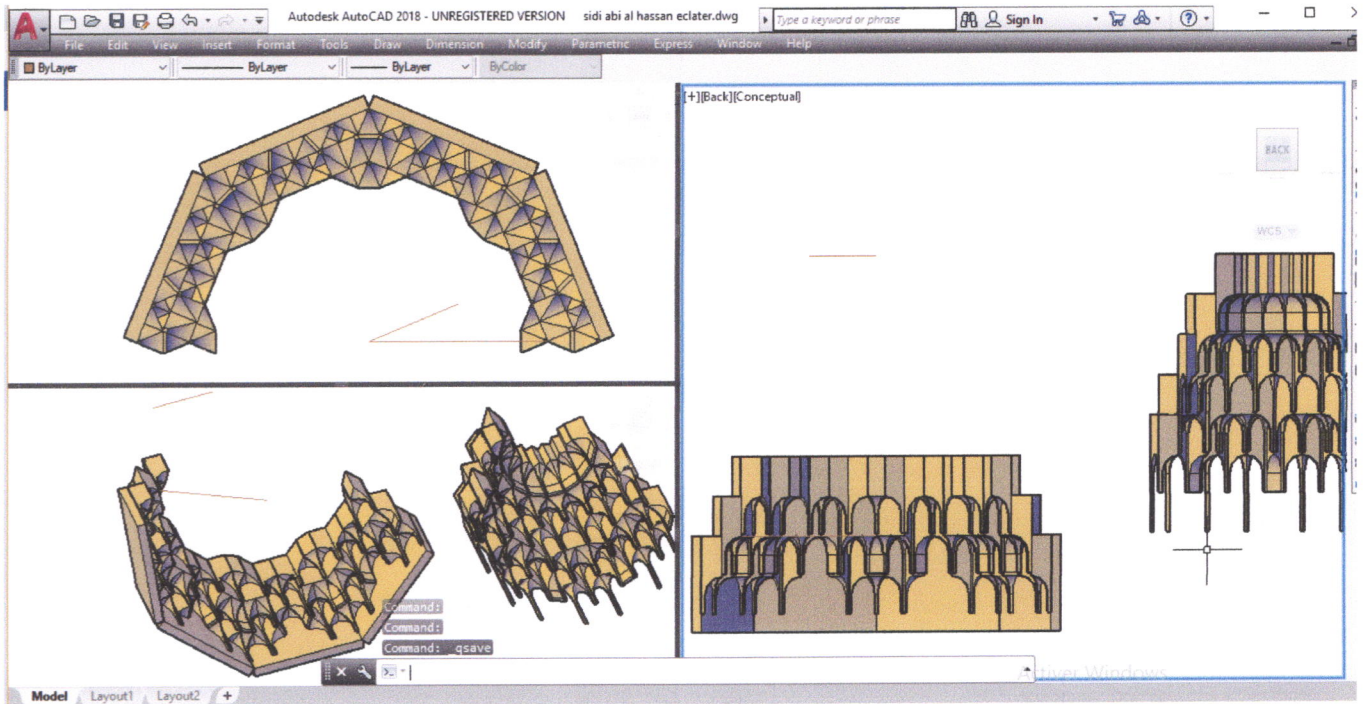 Autodesk AutoCAD 2018 - UNREGISTERED VERSION sidi abi al hassan eclater.dwg Type a keyword or phrase Sign In
File Edit View Insert Format Tools Draw Dimension Modify Parametric Express Window Help
ByLayer ByLayer ByLayer ByColor
[+][Back][Conceptual]
BACK
WCS
Command:
Command:
Command: _qsave
Activer Windows
Model Layout1 Layout2 +